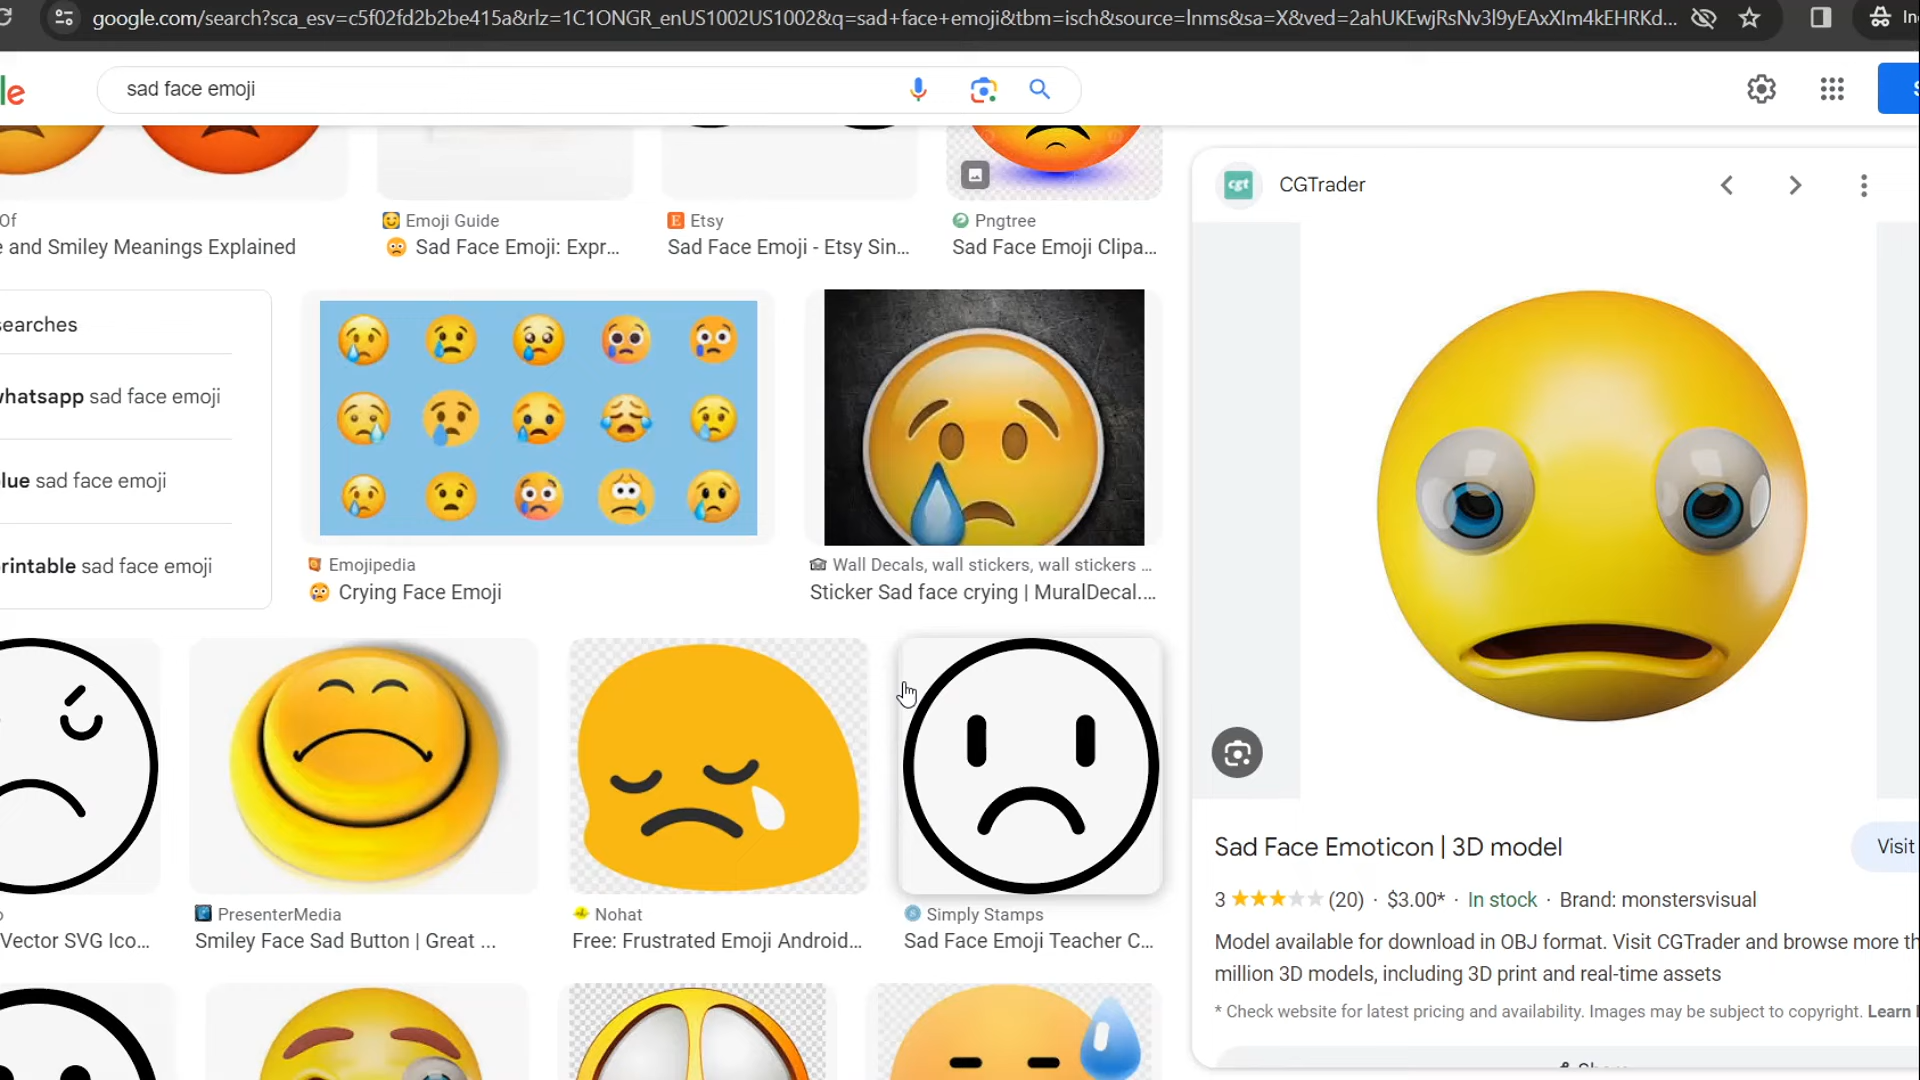 google.com/search?sca_esv=c5f02fd2b2be415a&rlz=1C1ONGR_enUS1002US1002&q=sad+face+emoji&tbm=isch&source=lnms&sa=X&ved=2ahUKEwjRsNv3l9yEAxXIm4kEHRKd...
In
le
sad face emoji
S
Of
e and Smiley Meanings Explained
Emoji Guide
Sad Face Emoji: Expr...
Etsy
Sad Face Emoji - Etsy Sin...
Pngtree
Sad Face Emoji Clipa...
searches
whatsapp sad face emoji
lue sad face emoji
rintable sad face emoji
Emojipedia
Crying Face Emoji
Wall Decals, wall stickers, wall stickers ...
Sticker Sad face crying | MuralDecal....
Vector SVG Ico...
PresenterMedia
Smiley Face Sad Button | Great ...
Nohat
Free: Frustrated Emoji Android...
Simply Stamps
Sad Face Emoji Teacher C...
cgt
CGTrader
Sad Face Emoticon | 3D model
Visit
3 ★★★★★ (20) · $3.00* · In stock · Brand: monstersvisual
Model available for download in OBJ format. Visit CGTrader and browse more th
million 3D models, including 3D print and real-time assets
* Check website for latest pricing and availability. Images may be subject to copyright. Learn